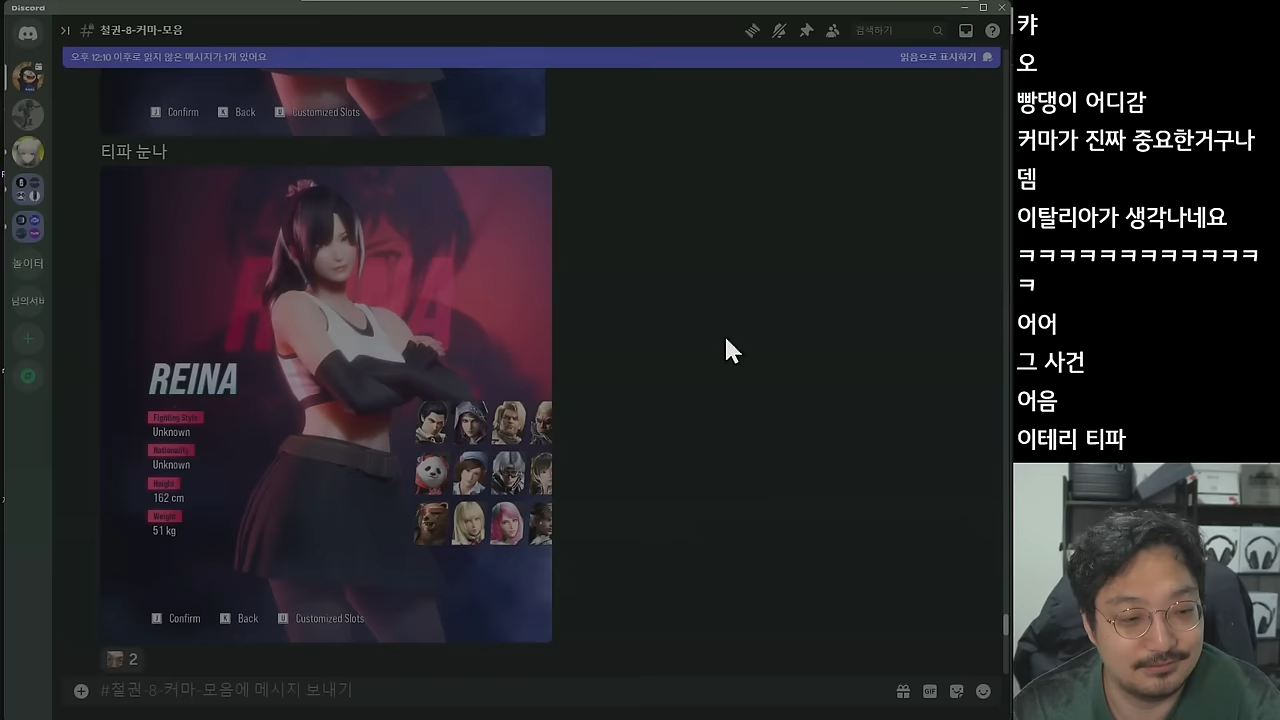 Discord
철권-8-커마-모음
검색하기
오후 12:10 이후로 읽지 않은 메시지가 1개 있어요
읽음으로 표시하기
Confirm
Back
Customized Slots
티파 눈나
REINA
REINA
Fighting Style
Unknown
Nationality
Unknown
Height
162 cm
Weight
51 kg
Confirm
Back
Customized Slots
2
#철권-8-커마-모음에 메시지 보내기
GIF
놀이터
님의서버
캬
오
빵댕이 어디감
커마가 진짜 중요한거구나
뎀
이탈리아가 생각나네요
ㅋㅋㅋㅋㅋㅋㅋㅋㅋㅋㅋㅋ
ㅋ
어어
그 사건
어음
이테리 티파